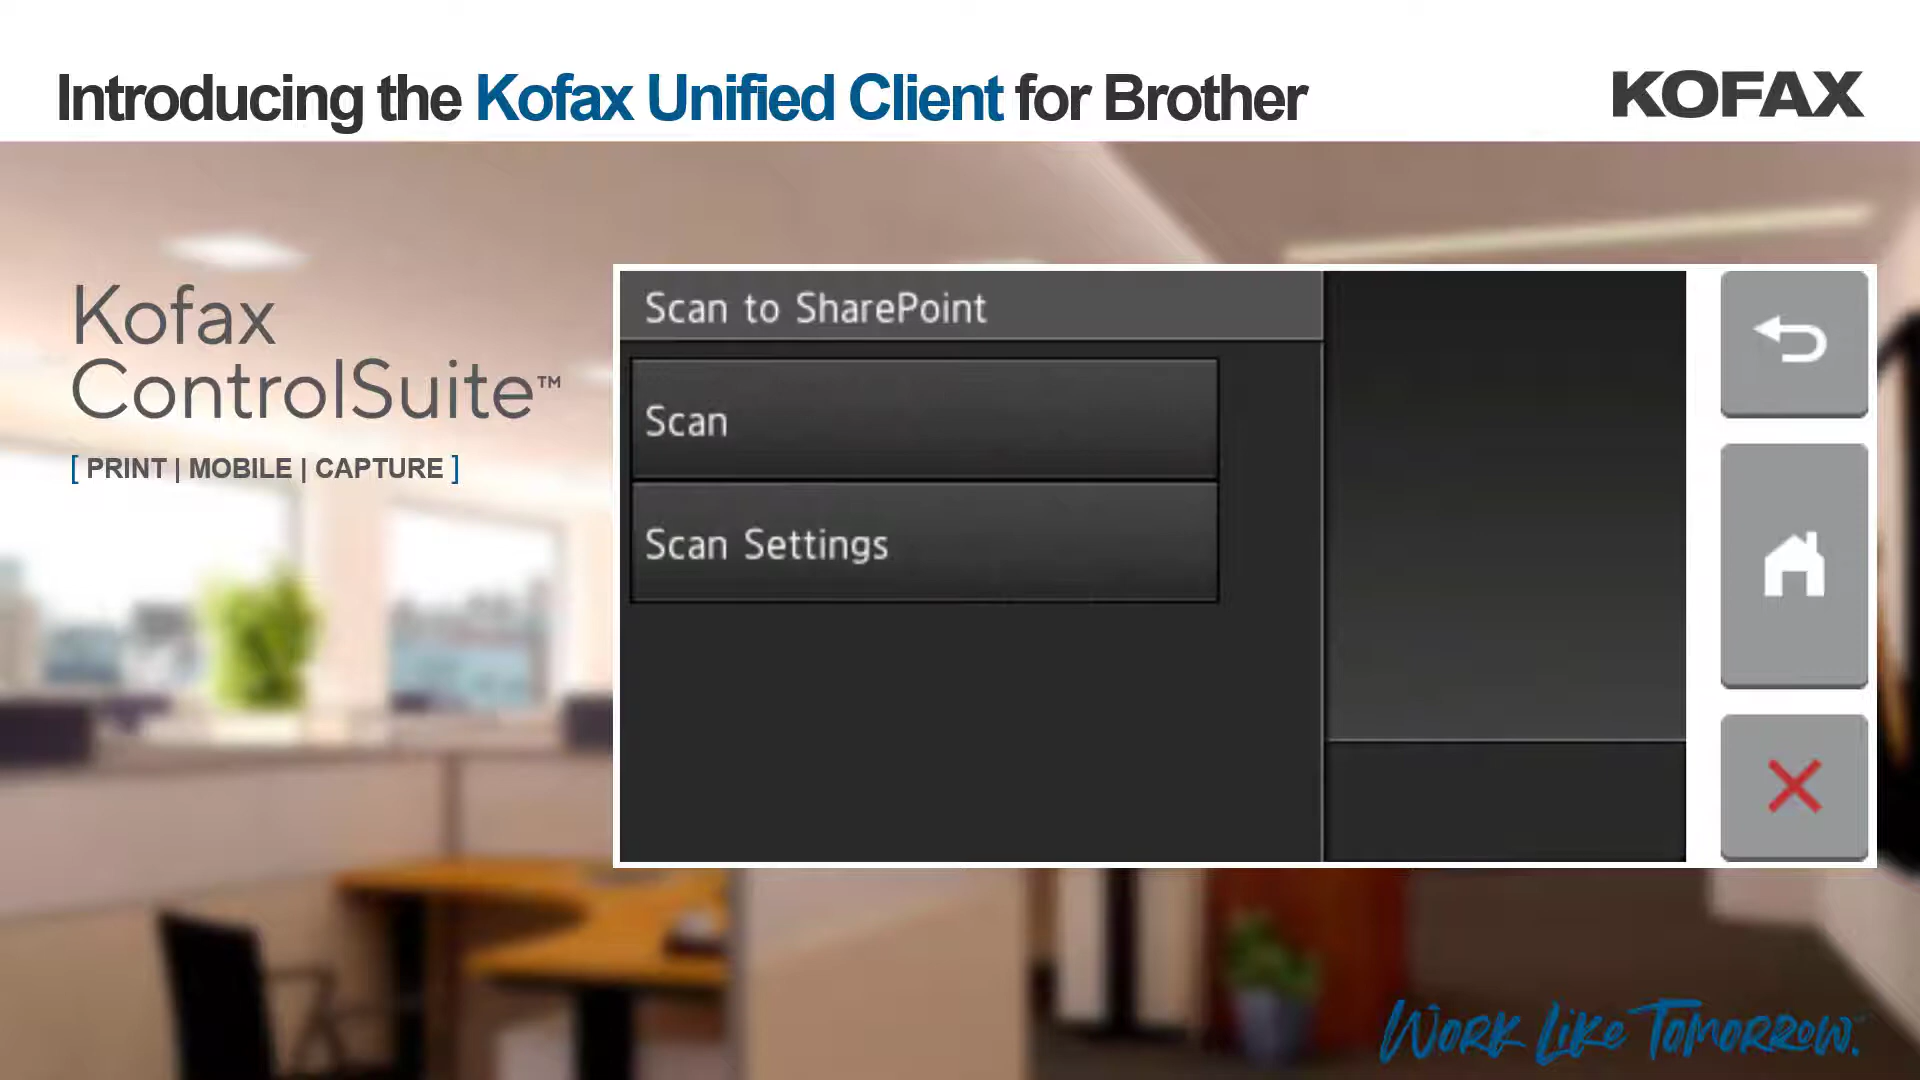 Introducing the Kofax Unified Client for Brother
KOFAX
Kofax
ControlSuite™
[ PRINT | MOBILE | CAPTURE ]
Scan to SharePoint
Scan
Scan Settings
WORK LIKE TOMORROW.